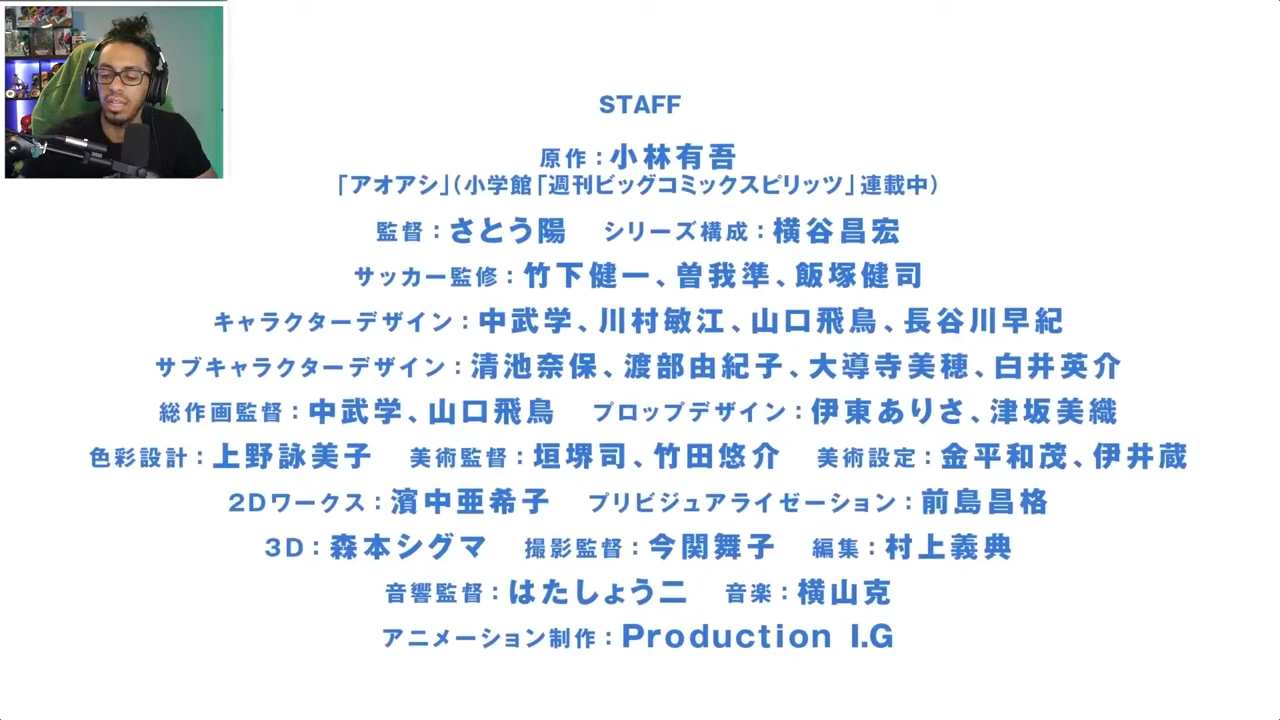 STAFF
原作：小林有吾
「アオアシ」（小学館「週刊ビッグコミックスピリッツ」連載中）
監督：さとう陽　シリーズ構成：横谷昌宏
サッカー監修：竹下健一、曽我準、飯塚健司
キャラクターデザイン：中武学、川村敏江、山口飛鳥、長谷川早紀
サブキャラクターデザイン：清池奈保、渡部由紀子、大導寺美穂、白井英介
総作画監督：中武学、山口飛鳥　プロップデザイン：伊東ありさ、津坂美織
色彩設計：上野詠美子　美術監督：垣堺司、竹田悠介　美術設定：金平和茂、伊井蔵
2Dワークス：濱中亜希子　プリビジュアライゼーション：前島昌格
3D：森本シグマ　撮影監督：今関舞子　編集：村上義典
音響監督：はたしょう二　音楽：横山克
アニメーション制作：Production I.G